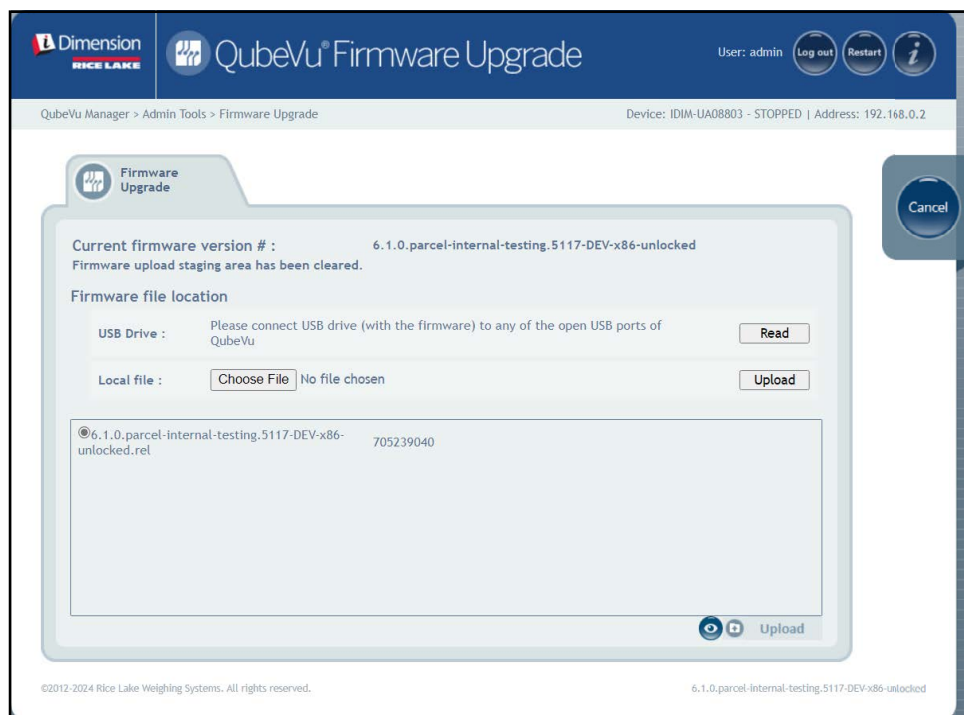 iDimension
RICE LAKE
QubeVu® Firmware Upgrade
User: admin
Log out
Restart
i
QubeVu Manager > Admin Tools > Firmware Upgrade
Device: IDIM-UA08803 - STOPPED | Address: 192.168.0.2
Firmware
Upgrade
Cancel
Current firmware version # : 6.1.0.parcel-internal-testing.5117-DEV-x86-unlocked
Firmware upload staging area has been cleared.
Firmware file location
USB Drive : Please connect USB drive (with the firmware) to any of the open USB ports of
QubeVu
Read
Local file : Choose File No file chosen Upload
6.1.0.parcel-internal-testing.5117-DEV-x86-
unlocked.rel
705239040
Upload
©2012-2024 Rice Lake Weighing Systems. All rights reserved.
6.1.0.parcel-internal-testing.5117-DEV-x86-unlocked